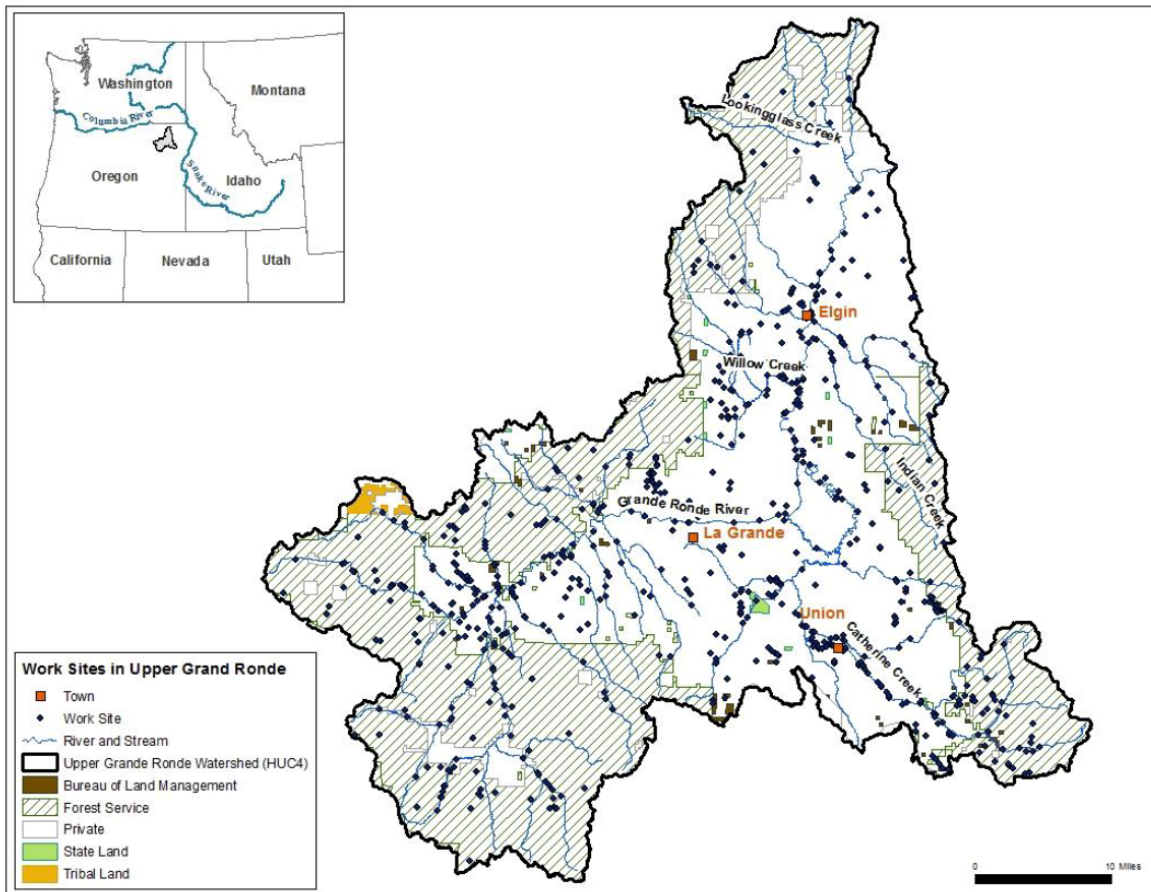 Washington
Montana
Columbia River
Oregon
Snake River
Idaho
California
Nevada
Utah
Lookingglass Creek
Elgin
Willow Creek
Indian Creek
Grande Ronde River
La Grande
Union
Catherine Creek
Work Sites in Upper Grand Ronde
Town
Work Site
River and Stream
Upper Grande Ronde Watershed (HUC4)
Bureau of Land Management
Forest Service
Private
State Land
Tribal Land
0 10 Miles